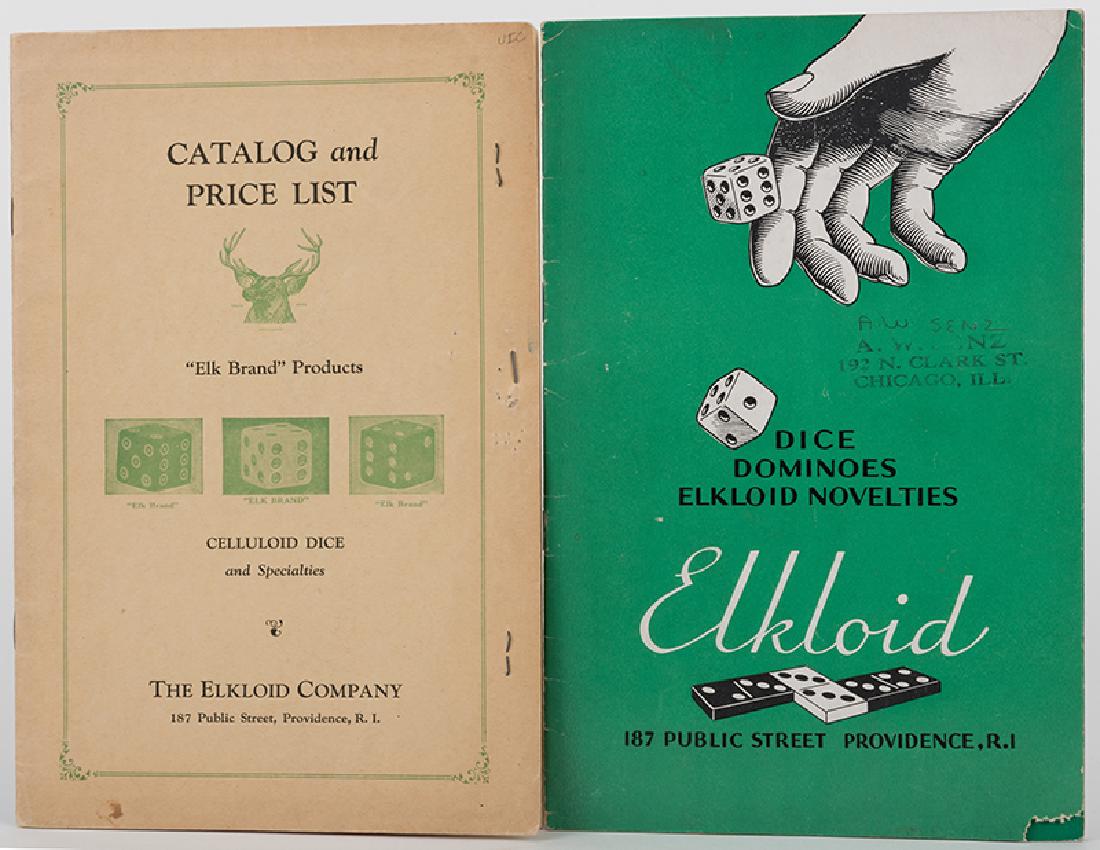 CATALOG and
PRICE LIST
"Elk Brand" Products
"Elk Brand"
"ELK BRAND"
"Elk Brand"
CELLULOID DICE
and Specialties
THE ELKLOID COMPANY
187 Public Street, Providence, R. I.
A.W. SENZ
A. W. NZ
192 N. CLARK ST.
CHICAGO, ILL.
DICE
DOMINOES
ELKLOID NOVELTIES
Elkloid
187 PUBLIC STREET PROVIDENCE, R.I